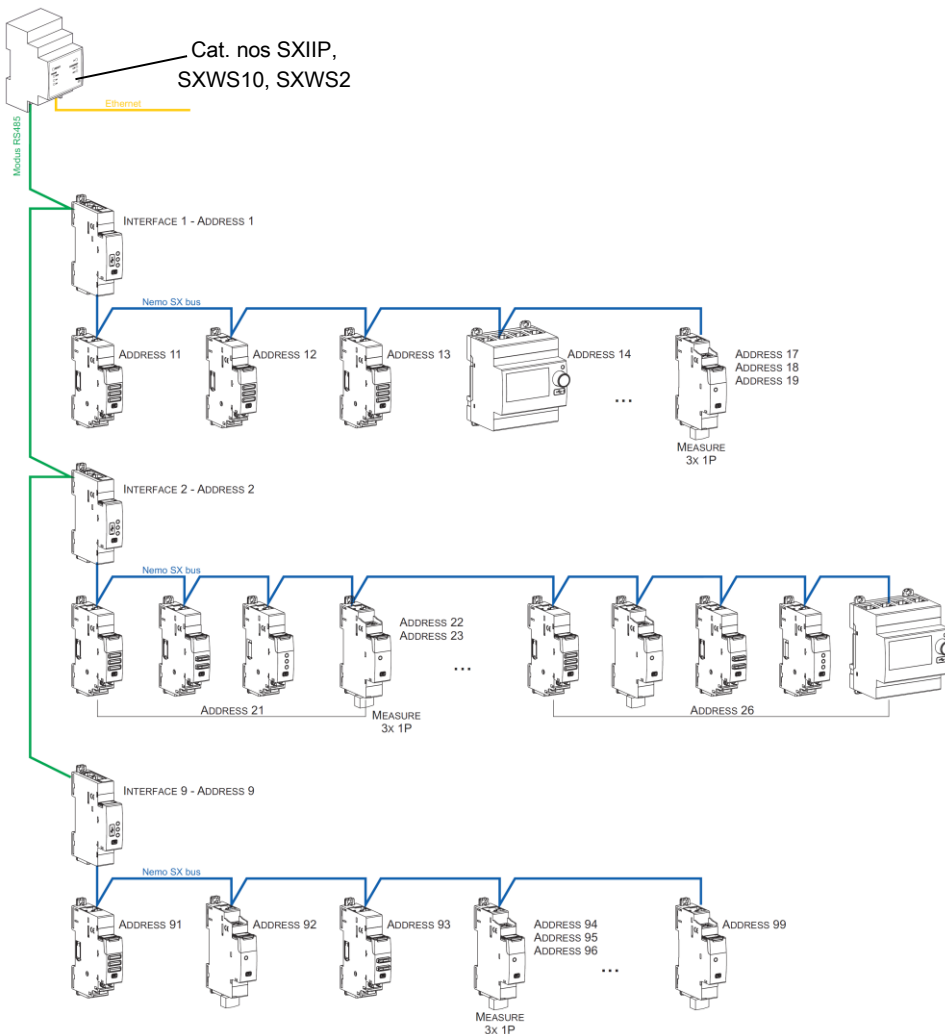 Cat. nos SXIIP,
SXWS10, SXWS2
Ethernet
Modus RS485
INTERFACE 1 - ADDRESS 1
Nemo SX bus
ADDRESS 11
ADDRESS 12
ADDRESS 13
ADDRESS 14
...
ADDRESS 17
ADDRESS 18
ADDRESS 19
MEASURE
3X 1P
INTERFACE 2 - ADDRESS 2
Nemo SX bus
ADDRESS 22
ADDRESS 23
...
ADDRESS 21
MEASURE
3X 1P
ADDRESS 26
INTERFACE 9 - ADDRESS 9
Nemo SX bus
ADDRESS 91
ADDRESS 92
ADDRESS 93
ADDRESS 94
ADDRESS 95
ADDRESS 96
...
ADDRESS 99
MEASURE
3X 1P